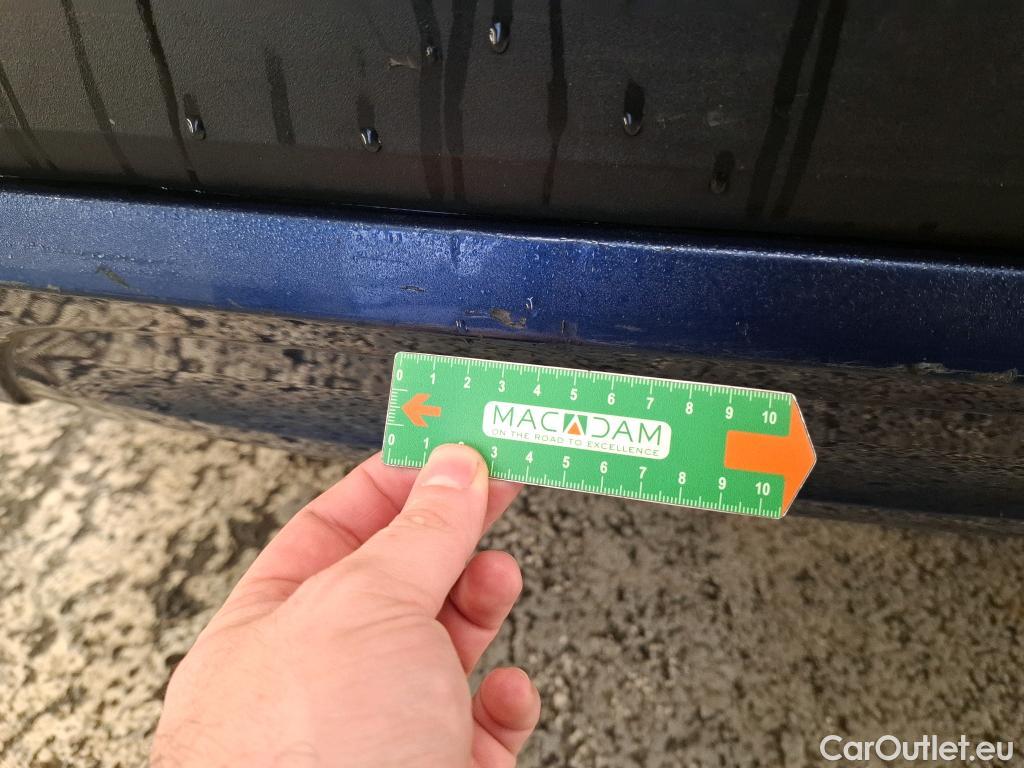 0 1 2 3 4 5 6 7 8 9 10
MACADAM
ON THE ROAD TO EXCELLENCE
0 1 3 4 5 6 7 8 9 10
CarOutlet.eu